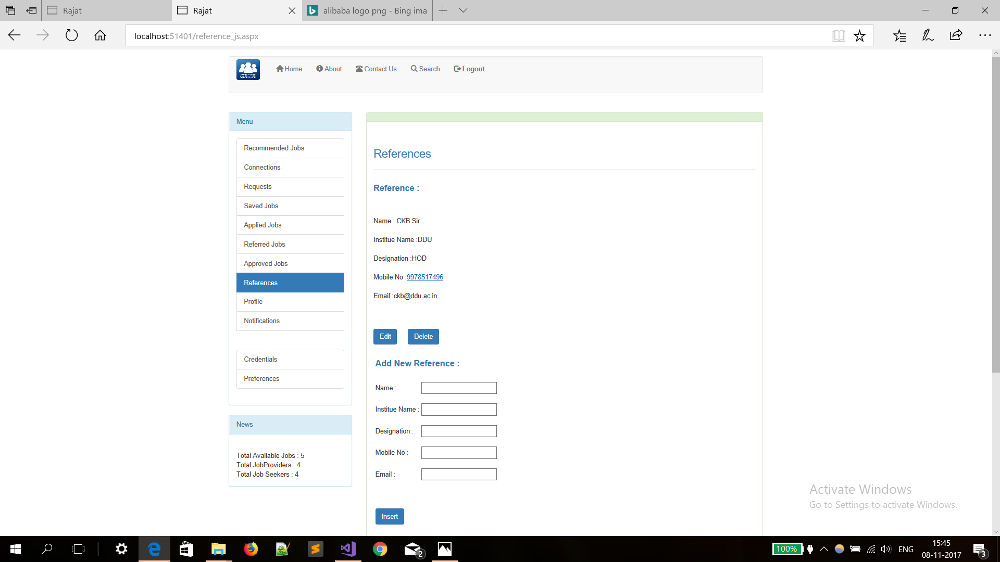 Rajat
Rajat
alibaba logo png - Bing ima
localhost:51401/reference_js.aspx
Home
About
Contact Us
Search
Logout
Menu
Recommended Jobs
Connections
Requests
Saved Jobs
Applied Jobs
Referred Jobs
Approved Jobs
References
Profile
Notifications
Credentials
Preferences
News
Total Available Jobs : 5
Total JobProviders : 4
Total Job Seekers : 4
References
Reference :
Name : CKB Sir
Institue Name :DDU
Designation :HOD
Mobile No :9978517496
Email :ckb@ddu.ac.in
Edit
Delete
Add New Reference :
Name :
Institue Name :
Designation :
Mobile No :
Email :
Insert
Activate Windows
Go to Settings to activate Windows.
2
100%
ENG
15:45
08-11-2017
3